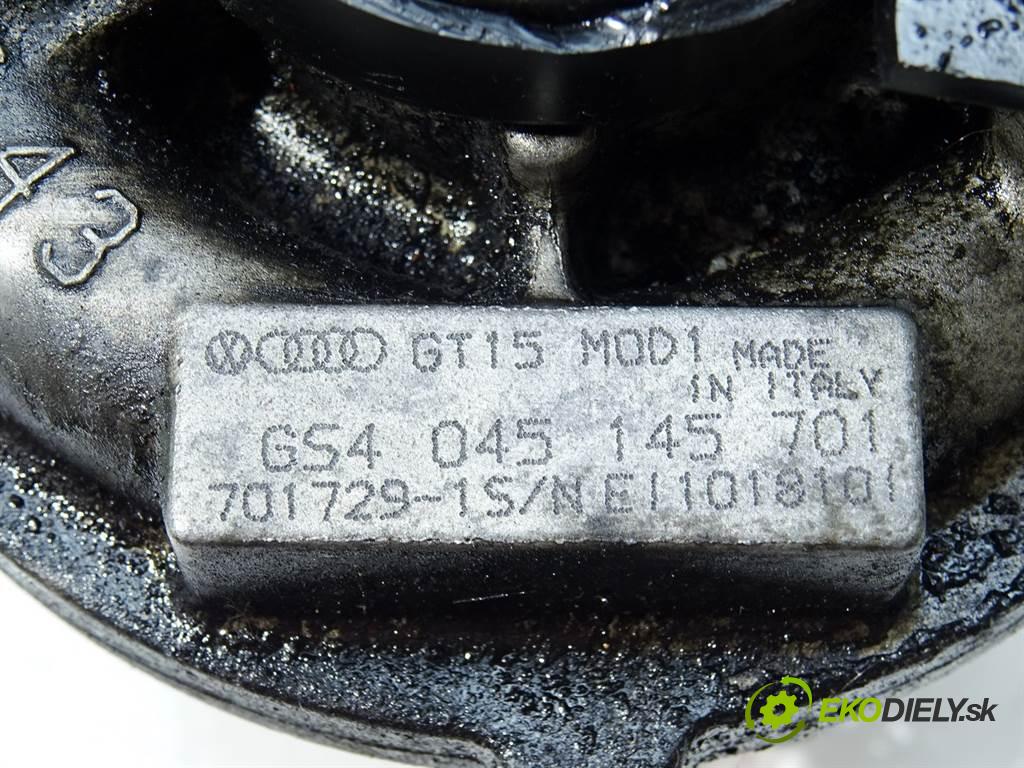 43
GT15 MOD1 MADE
IN ITALY
GS4 045 145 701
701729-1S/N E11018101
EKODIELY.sk